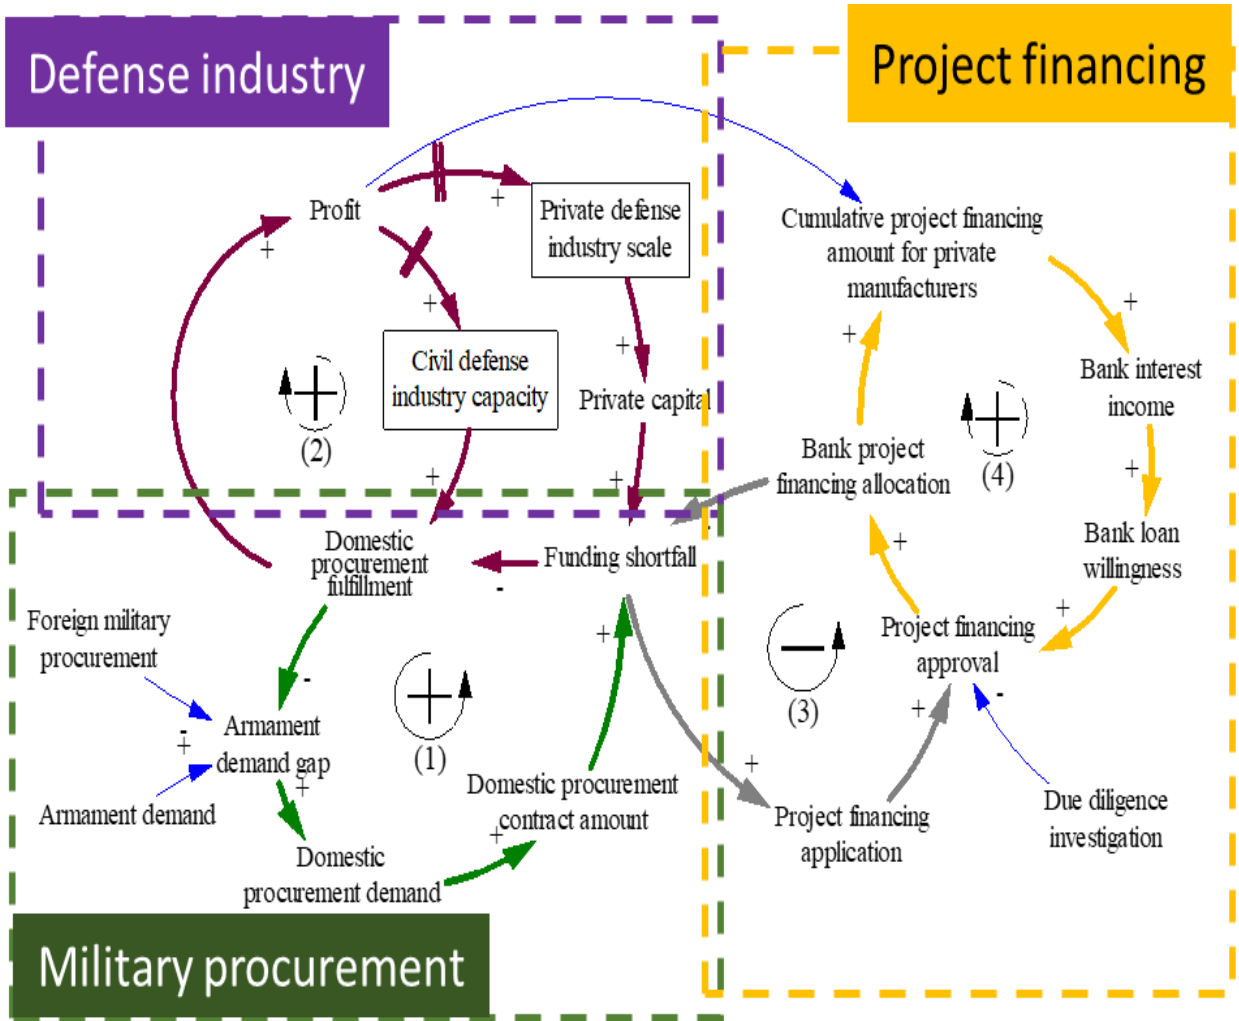 Defense industry
Project financing
Profit
+
+
Private defense
industry scale
Cumulative project financing
amount for private
manufacturers
+
+
+
+
Civil defense
industry capacity
Private capital
Bank interest
income
(2)
+
+
+
Bank project
financing allocation
(4)
-
Domestic
procurement
fulfillment
-
Funding shortfall
+
Bank loan
willingness
+
Foreign military
procurement
+
Project financing
approval
-
(3)
+
-
-
+
Armament
demand gap
(1)
+
+
Armament demand
Domestic procurement
contract amount
+
Project financing
application
Due diligence
investigation
Domestic
procurement demand
Military procurement